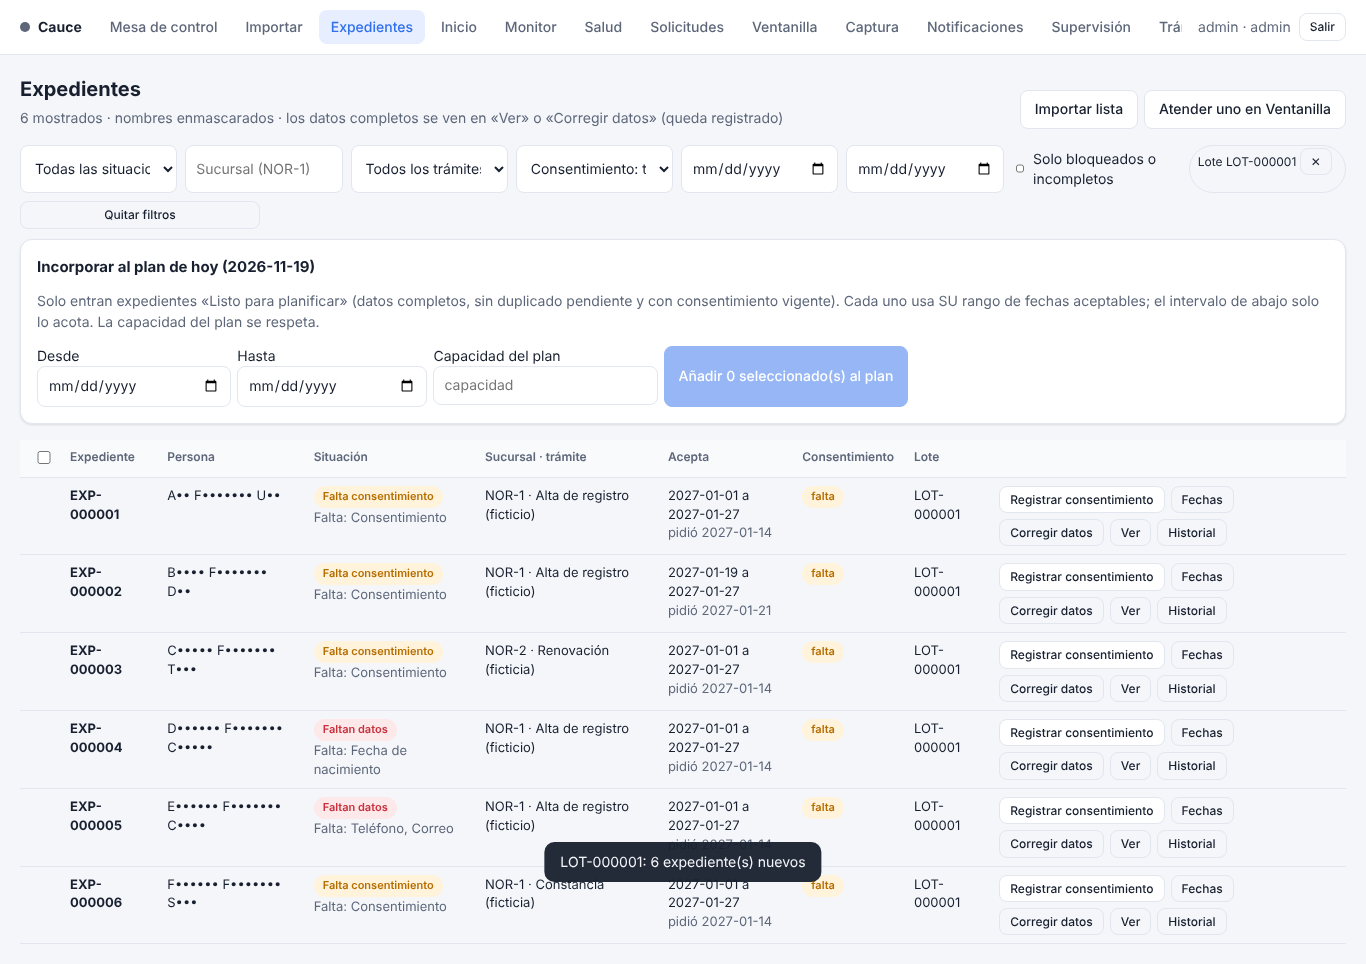 Cauce Mesa de control Importar Expedientes Inicio Monitor Salud Solicitudes Ventanilla Captura Notificaciones Supervisión Trá admin · admin Salir
Expedientes
6 mostrados · nombres enmascarados · los datos completos se ven en «Ver» o «Corregir datos» (queda registrado)
Importar lista Atender uno en Ventanilla
Todas las situacic Sucursal (NOR-1) Todos los trámites Consentimiento: t mm/dd/yyyy mm/dd/yyyy Solo bloqueados o
incompletos
Lote LOT-000001 ✕
Quitar filtros
Incorporar al plan de hoy (2026-11-19)
Solo entran expedientes «Listo para planificar» (datos completos, sin duplicado pendiente y con consentimiento vigente). Cada uno usa SU rango de fechas aceptables; el intervalo de abajo solo
lo acota. La capacidad del plan se respeta.
Desde Hasta Capacidad del plan
mm/dd/yyyy mm/dd/yyyy capacidad Añadir 0 seleccionado(s) al plan
Expediente Persona Situación Sucursal · trámite Acepta Consentimiento Lote
EXP- A•• F••••••• U•• Falta consentimiento NOR-1 · Alta de registro 2027-01-01 a falta LOT- Registrar consentimiento Fechas
000001 Falta: Consentimiento (ficticio) 2027-01-27 000001
pidió 2027-01-14 Corregir datos Ver Historial
EXP- B•••• F••••••• Falta consentimiento NOR-1 · Alta de registro 2027-01-19 a falta LOT- Registrar consentimiento Fechas
000002 D•• Falta: Consentimiento (ficticio) 2027-01-27 000001
pidió 2027-01-21 Corregir datos Ver Historial
EXP- C••••• F••••••• Falta consentimiento NOR-2 · Renovación 2027-01-01 a falta LOT- Registrar consentimiento Fechas
000003 T••• Falta: Consentimiento (ficticia) 2027-01-27 000001
pidió 2027-01-14 Corregir datos Ver Historial
EXP- D•••••• F••••••• Faltan datos NOR-1 · Alta de registro 2027-01-01 a falta LOT- Registrar consentimiento Fechas
000004 C••••• Falta: Fecha de (ficticio) 2027-01-27 000001
nacimiento pidió 2027-01-14 Corregir datos Ver Historial
EXP- E•••••• F••••••• Faltan datos NOR-1 · Alta de registro 2027-01-01 a falta LOT- Registrar consentimiento Fechas
000005 C•••• Falta: Teléfono, Correo (ficticio) 2027-01-27 000001
Corregir datos Ver Historial
LOT-000001: 6 expediente(s) nuevos
EXP- F•••••• F••••••• Falta consentimiento NOR-1 · Constancia 2027-01-01 a falta LOT- Registrar consentimiento Fechas
000006 S••• Falta: Consentimiento (ficticia) 2027-01-27 000001
pidió 2027-01-14 Corregir datos Ver Historial